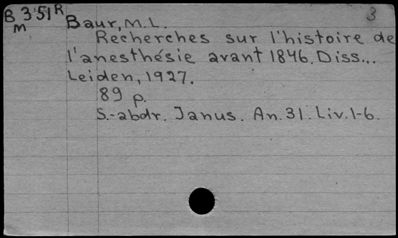 B 351R
M
3
Baur, M.L.
Recherches sur l'histoire de
l'anesthésie avant 1846. Diss...
Leiden, 1927.
89 p.
S.-abdr. Janus. An. 31. Liv. 1-6.